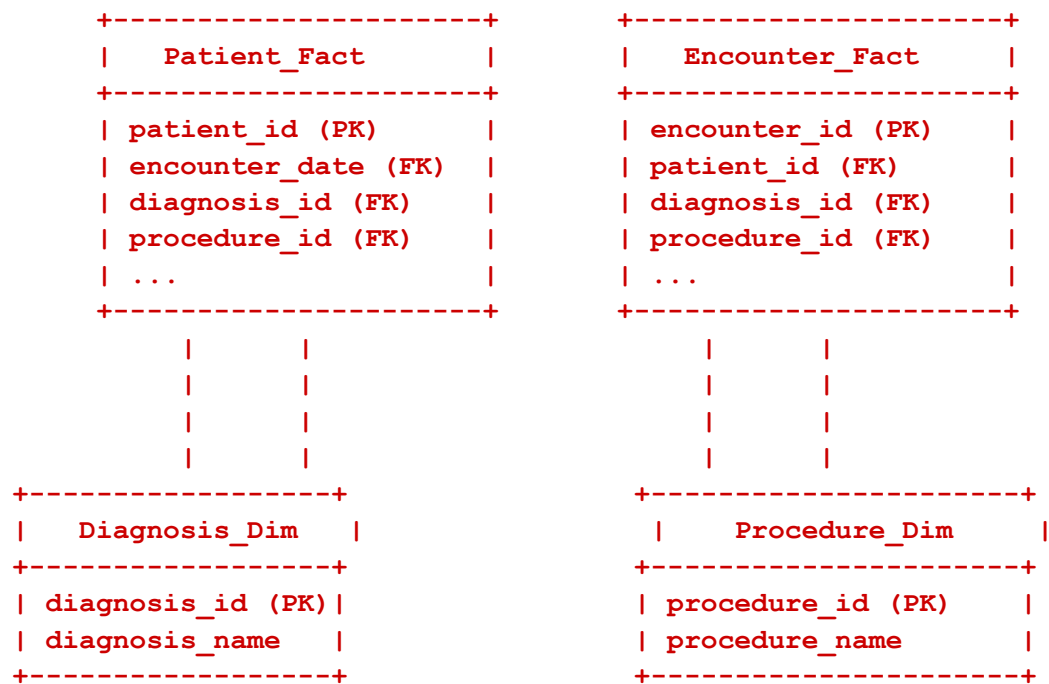 Patient_Fact
patient_id (PK)
encounter_date (FK)
diagnosis_id (FK)
procedure_id (FK)
...
Encounter_Fact
encounter_id (PK)
patient_id (FK)
diagnosis_id (FK)
procedure_id (FK)
...
Diagnosis_Dim
diagnosis_id (PK)
diagnosis_name
Procedure_Dim
procedure_id (PK)
procedure_name